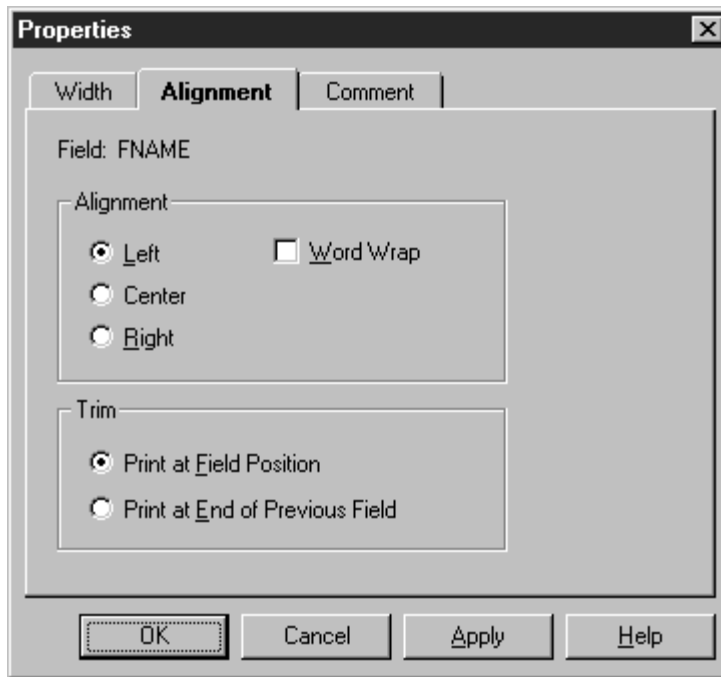 Properties
Width Alignment Comment
Field: FNAME
Alignment
Left Word Wrap
Center
Right
Trim
Print at Field Position
Print at End of Previous Field
OK Cancel Apply Help